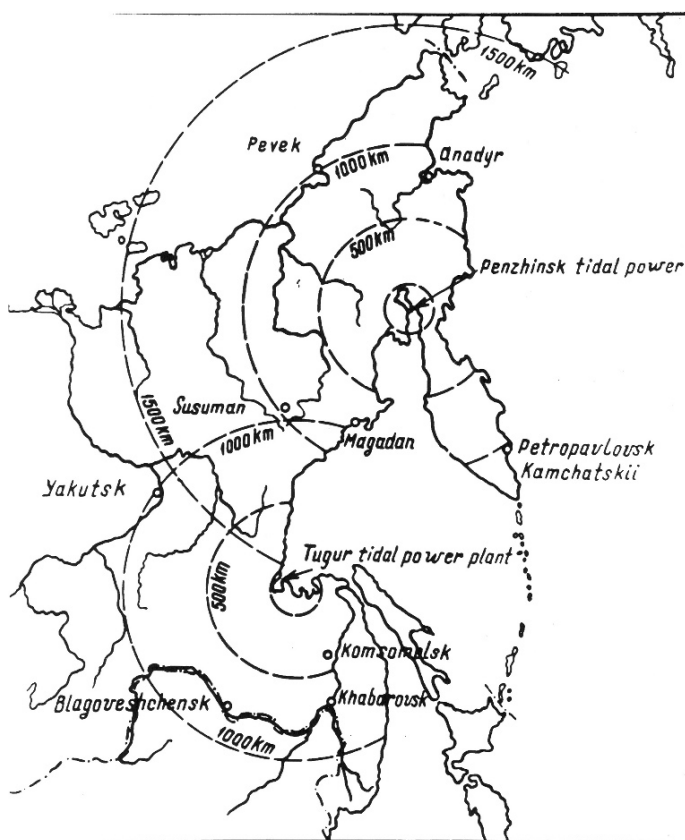 1500km
Pevek
1000km
Anadyr
500km
Penzhinsk tidal power
1500km
Susuman
1000km
Magadan
Petropavlovsk
Kamchatskii
Yakutsk
Tugur tidal power plant
500km
Komsomolsk
Blagoveshchensk
Khabarovsk
1000km